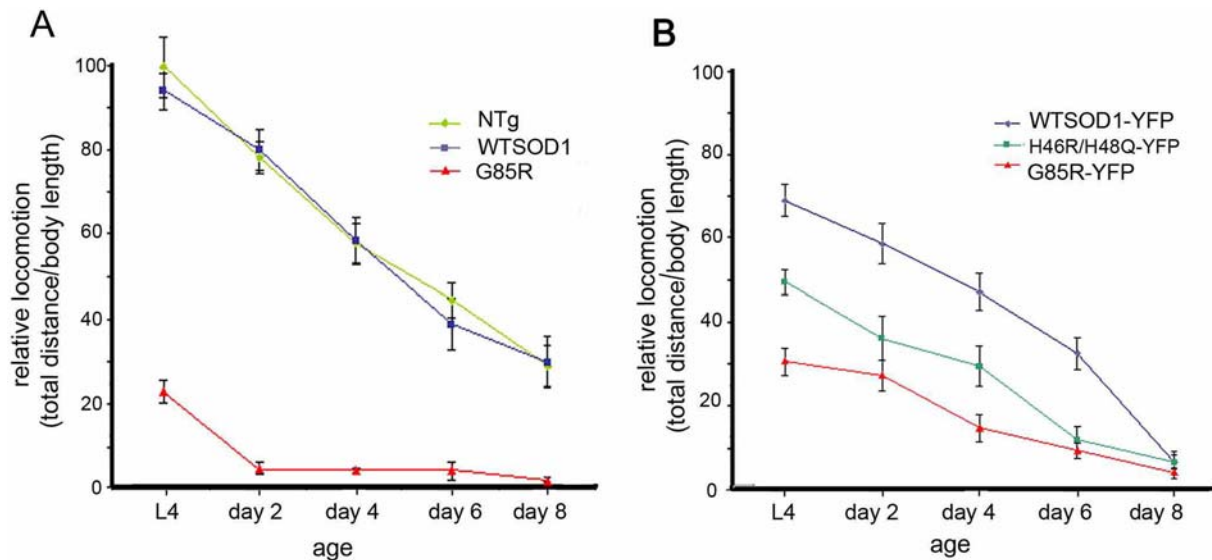 A
relative locomotion
(total distance/body length)
100
80
60
40
20
0
NTg
WTSOD1
G85R
L4
day 2
day 4
day 6
day 8
age
B
relative locomotion
(total distance/body length)
100
80
60
40
20
0
WTSOD1-YFP
H46R/H48Q-YFP
G85R-YFP
L4
day 2
day 4
day 6
day 8
age